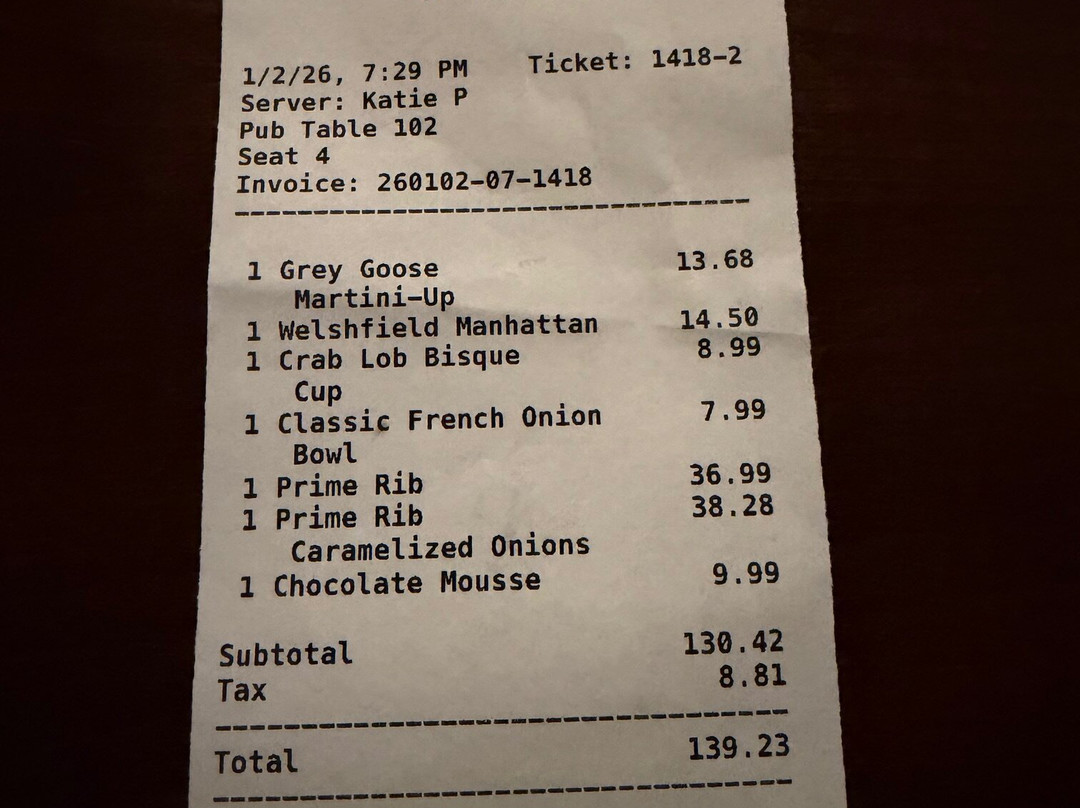 1/2/26, 7:29 PM Ticket: 1418-2
Server: Katie P
Pub Table 102
Seat 4
Invoice: 260102-07-1418
--------------------------------
1 Grey Goose 13.68
Martini-Up
1 Welshfield Manhattan 14.50
1 Crab Lob Bisque 8.99
Cup
1 Classic French Onion 7.99
Bowl
1 Prime Rib 36.99
1 Prime Rib 38.28
Caramelized Onions
1 Chocolate Mousse 9.99
Subtotal 130.42
Tax 8.81
--------------------------------
Total 139.23
--------------------------------